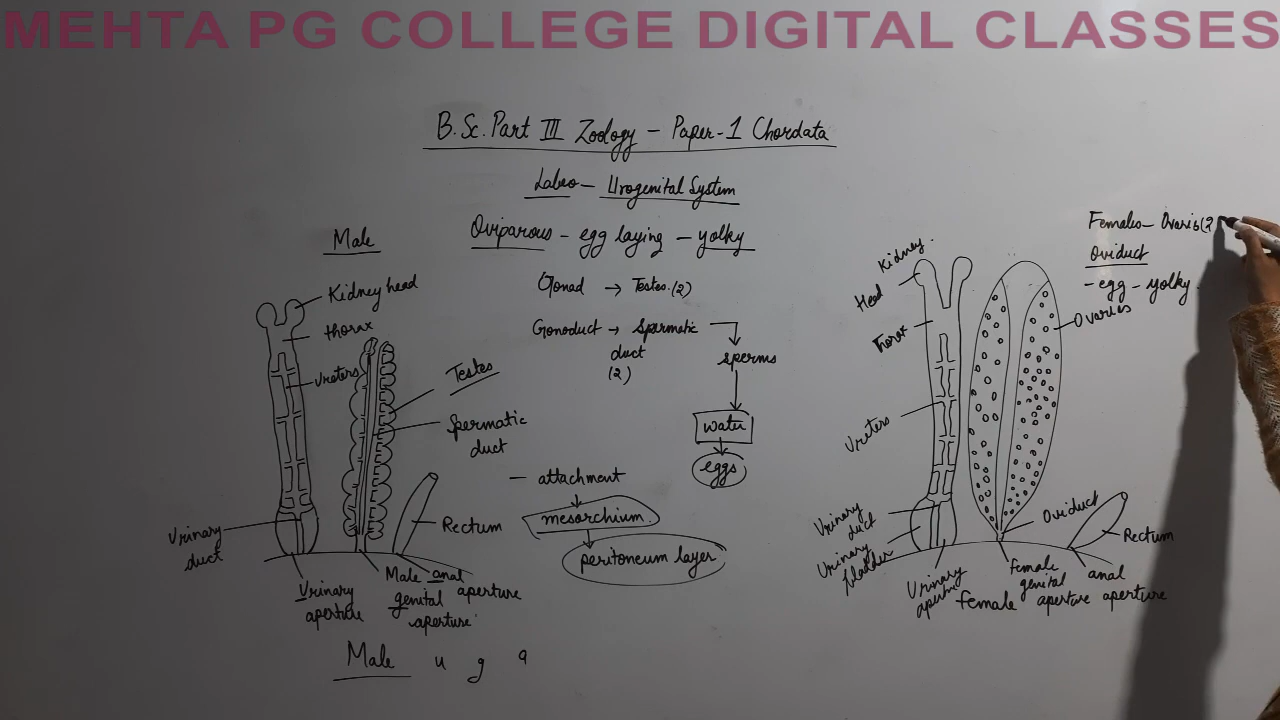 MEHTA PG COLLEGE DIGITAL CLASSES
B.Sc. Part III Zoology - Paper-1 Chordata
Labeo - Urogenital System
Oviparous - egg laying - yolky
Male
Kidney head
thorax
Ureters
Testes
Spermatic
duct
Urinary
duct
Rectum
Urinary
aperture
Male
genital
aperture
anal
aperture
Male u g a
Gonad → Testes (2)
Gonoduct → Spermatic
duct
(2)
sperms
water
eggs
- attachment
mesorchium.
peritoneum layer
Females - Ovaris (2
Oviduct
- egg - yolky.
Kidney.
Head
Thorax
Ovaries
Ureters
Urinary
duct
Urinary
bladder
Urinary
Oviduct
Rectum
female
genital
aperture
anal
aperture
female